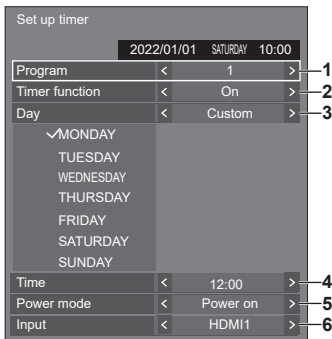 Set up timer
2022/01/01 SATURDAY 10:00
Program < 1 > 1
Timer function < On > 2
Day < Custom > 3
✓MONDAY
TUESDAY
WEDNESDAY
THURSDAY
FRIDAY
SATURDAY
SUNDAY
Time < 12:00 > 4
Power mode < Power on > 5
Input < HDMI1 > 6